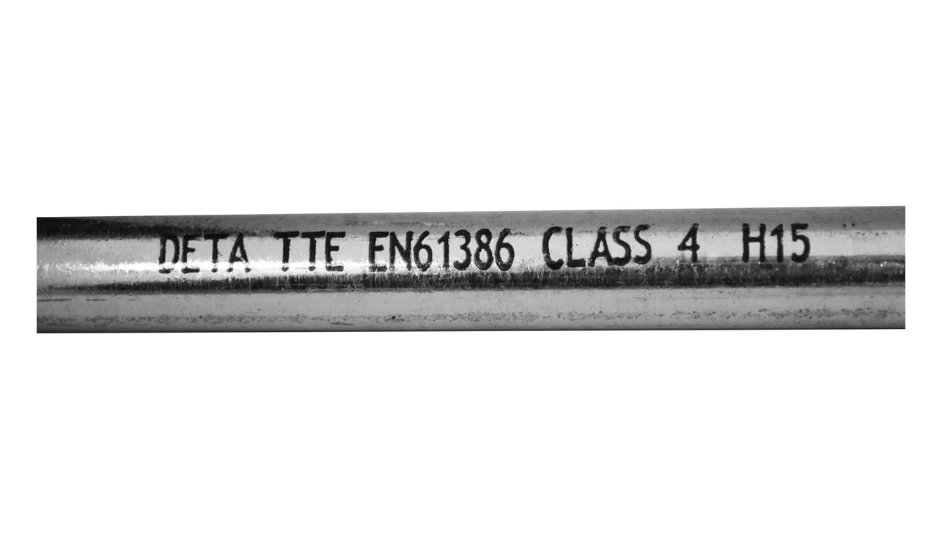 DETA TTE EN61386 CLASS 4 H15